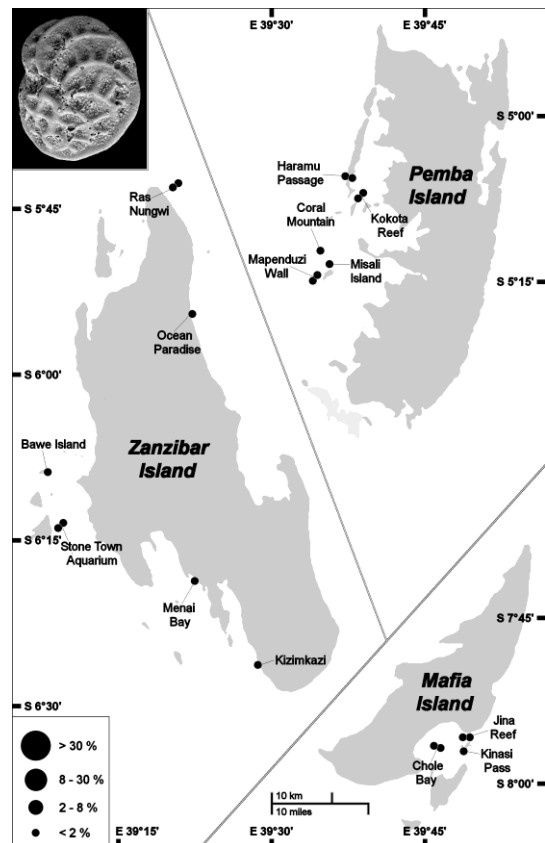 E 39°30'
E 39°45'
S 5°00'
Haramu
Passage
Pemba
Island
Ras
Nungwi
S 5°45'
Coral
Mountain
Kokota
Reef
Mapenduzi
Wall
Misali
Island
S 5°15'
Ocean
Paradise
S 6°00'
Zanzibar
Island
Bawe Island
S 6°15'
Stone Town
Aquarium
Menai
Bay
Kizimkazi
S 7°45'
Mafia
Island
S 6°30'
Jina
Reef
Kinasi
Pass
Chole
Bay
S 8°00'
> 30 %
8 - 30 %
2 - 8 %
< 2 %
10 km
10 miles
E 39°15'
E 39°30'
E 39°45'